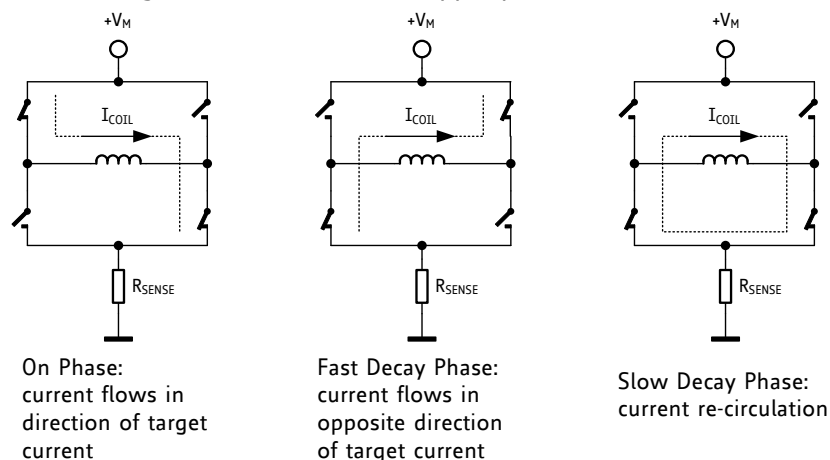 +VM
+VM
+VM
ICOIL
ICOIL
ICOIL
RSENSE
RSENSE
RSENSE
On Phase:
current flows in
direction of target
current
Fast Decay Phase:
current flows in
opposite direction
of target current
Slow Decay Phase:
current re-circulation